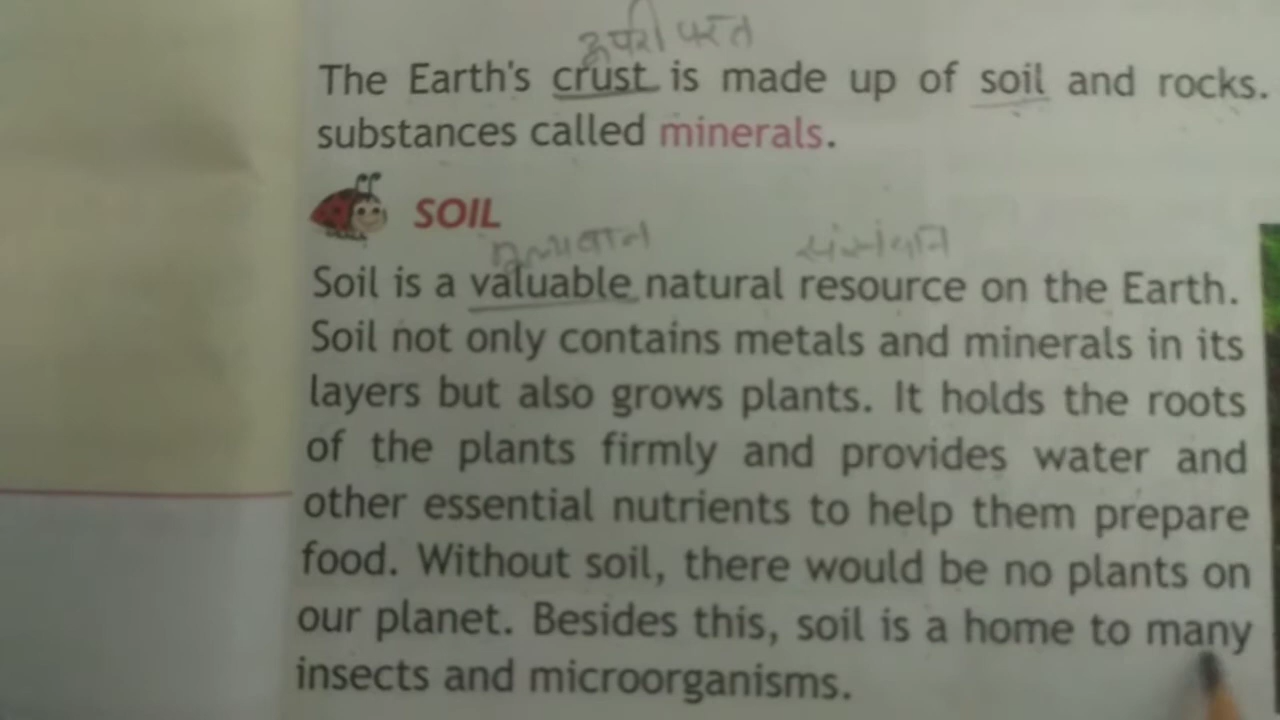 ऊपरी परत
The Earth's crust is made up of soil and rocks.
substances called minerals.
SOIL
मूल्यवान
Soil is a valuable natural resource on the Earth.
Soil not only contains metals and minerals in its
layers but also grows plants. It holds the roots
of the plants firmly and provides water and
other essential nutrients to help them prepare
food. Without soil, there would be no plants on
our planet. Besides this, soil is a home to many
insects and microorganisms.